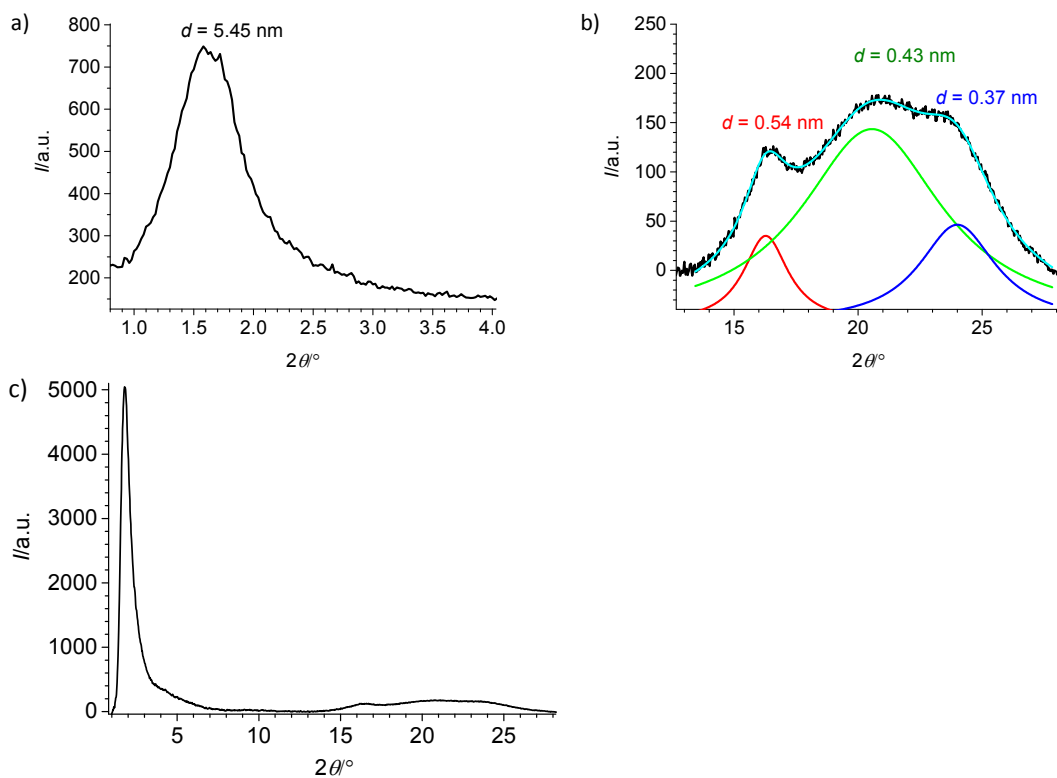 a)
d = 5.45 nm
800
700
600
500
400
300
200
I/a.u.
1.0 1.5 2.0 2.5 3.0 3.5 4.0
2θ/°
b)
d = 0.43 nm
d = 0.37 nm
d = 0.54 nm
250
200
150
100
50
0
I/a.u.
15 20 25
2θ/°
c)
5000
4000
3000
2000
1000
0
I/a.u.
5 10 15 20 25
2θ/°